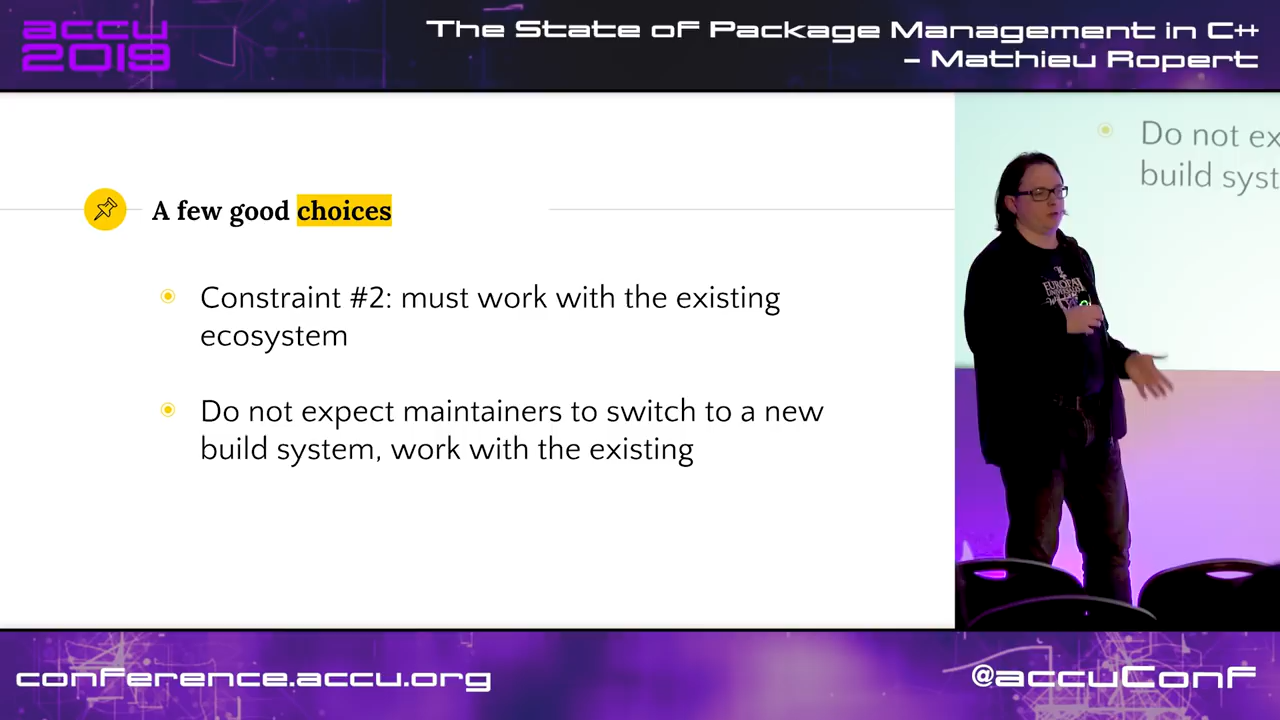 accu
2019
The State of Package Management in C++
– Mathieu Ropert
A few good choices
Constraint #2: must work with the existing
ecosystem
Do not expect maintainers to switch to a new
build system, work with the existing
Do not ex
build syst
EUROPA
conference.accu.org
@accuConf